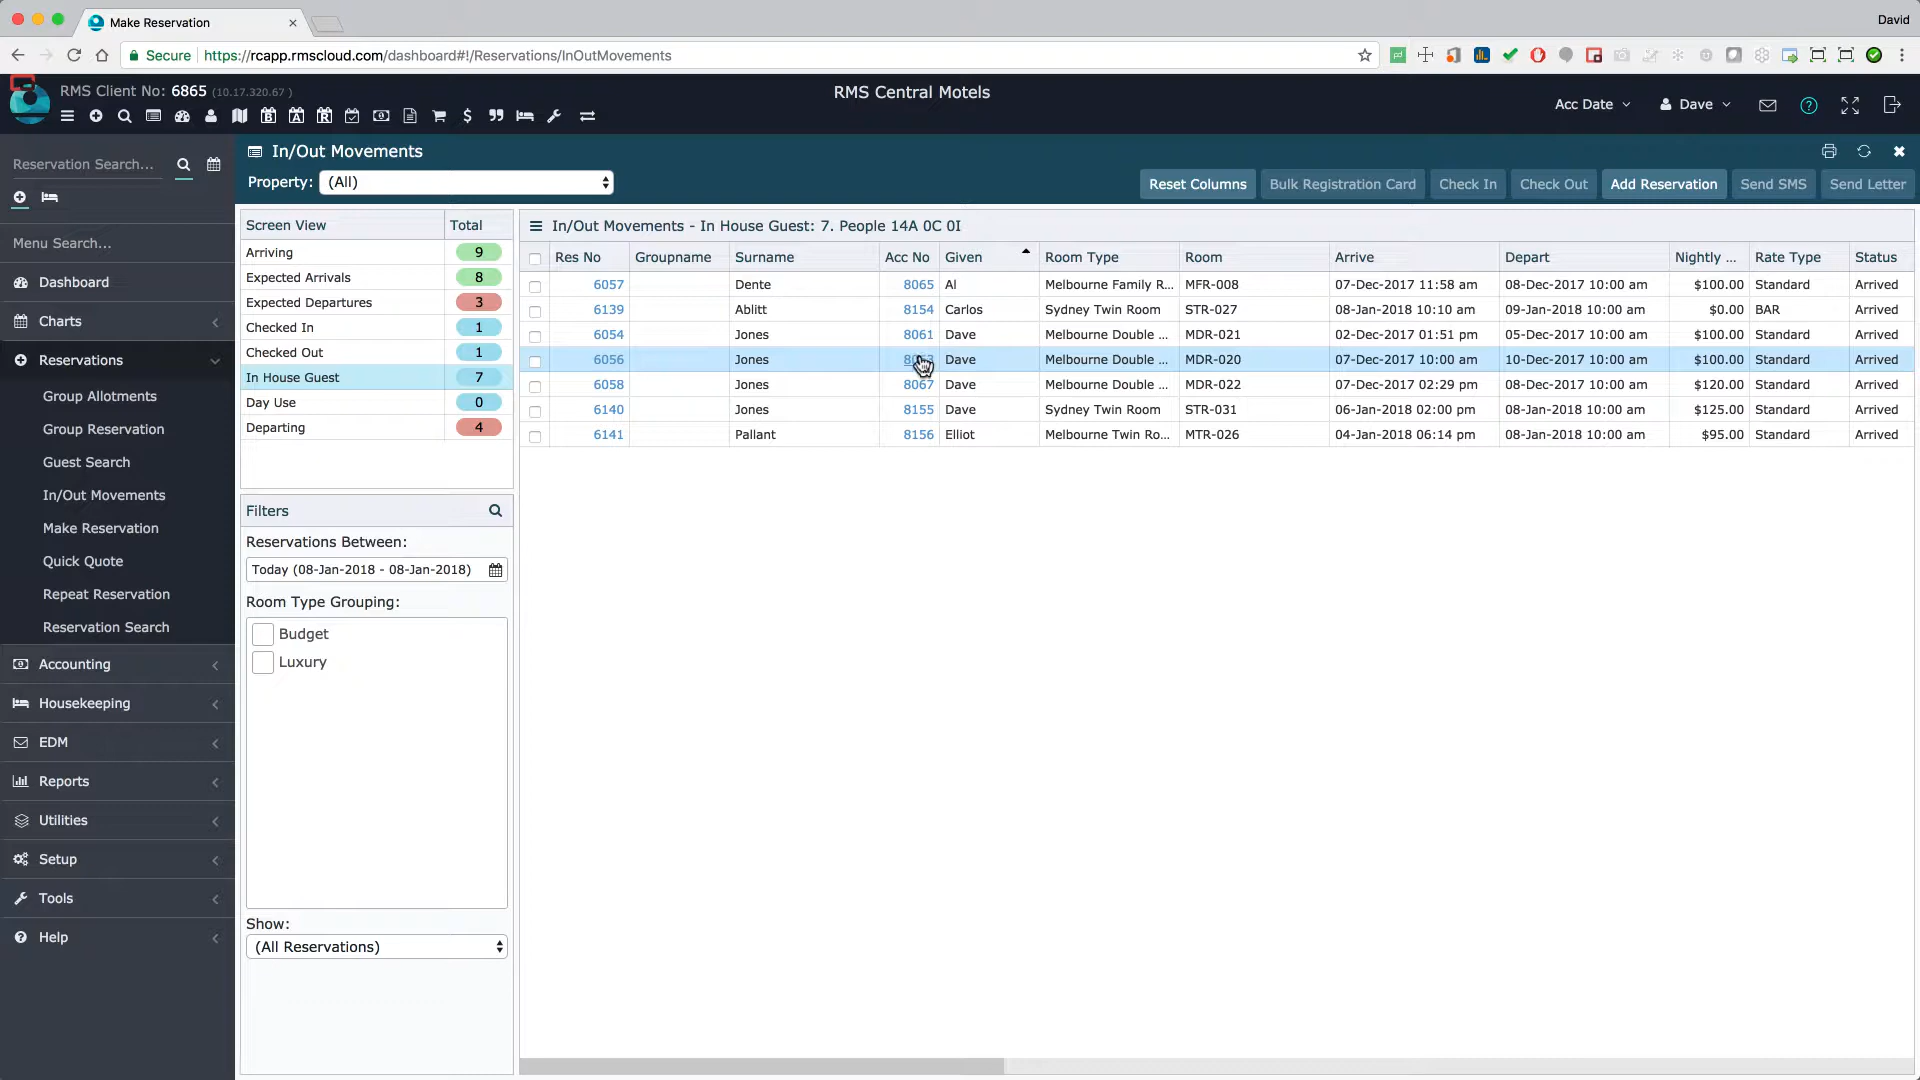 Make Reservation
David
Secure https://rcapp.rmscloud.com/dashboard#!/Reservations/InOutMovements
RMS Client No: 6865 (10.17.320.67 )
RMS Central Motels
Acc Date
Dave
Reservation Search...
In/Out Movements
Property: (All)
Reset Columns Bulk Registration Card Check In Check Out Add Reservation Send SMS Send Letter
Menu Search...
Dashboard
Charts
Reservations
Group Allotments
Group Reservation
Guest Search
In/Out Movements
Make Reservation
Quick Quote
Repeat Reservation
Reservation Search
Accounting
Housekeeping
EDM
Reports
Utilities
Setup
Tools
Help
Screen View Total
Arriving 9
Expected Arrivals 8
Expected Departures 3
Checked In 1
Checked Out 1
In House Guest 7
Day Use 0
Departing 4
Filters
Reservations Between:
Today (08-Jan-2018 - 08-Jan-2018)
Room Type Grouping:
Budget
Luxury
Show:
(All Reservations)
In/Out Movements - In House Guest: 7. People 14A 0C 0I
Res No Groupname Surname Acc No Given Room Type Room Arrive Depart Nightly ... Rate Type Status
6057 Dente 8065 Al Melbourne Family R... MFR-008 07-Dec-2017 11:58 am 08-Dec-2017 10:00 am $100.00 Standard Arrived
6139 Ablitt 8154 Carlos Sydney Twin Room STR-027 08-Jan-2018 10:10 am 09-Jan-2018 10:00 am $0.00 BAR Arrived
6054 Jones 8061 Dave Melbourne Double ... MDR-021 02-Dec-2017 01:51 pm 05-Dec-2017 10:00 am $100.00 Standard Arrived
6056 Jones Dave Melbourne Double ... MDR-020 07-Dec-2017 10:00 am 10-Dec-2017 10:00 am $100.00 Standard Arrived
6058 Jones 8067 Dave Melbourne Double ... MDR-022 07-Dec-2017 02:29 pm 08-Dec-2017 10:00 am $120.00 Standard Arrived
6140 Jones 8155 Dave Sydney Twin Room STR-031 06-Jan-2018 02:00 pm 08-Jan-2018 10:00 am $125.00 Standard Arrived
6141 Pallant 8156 Elliot Melbourne Twin Ro... MTR-026 04-Jan-2018 06:14 pm 08-Jan-2018 10:00 am $95.00 Standard Arrived